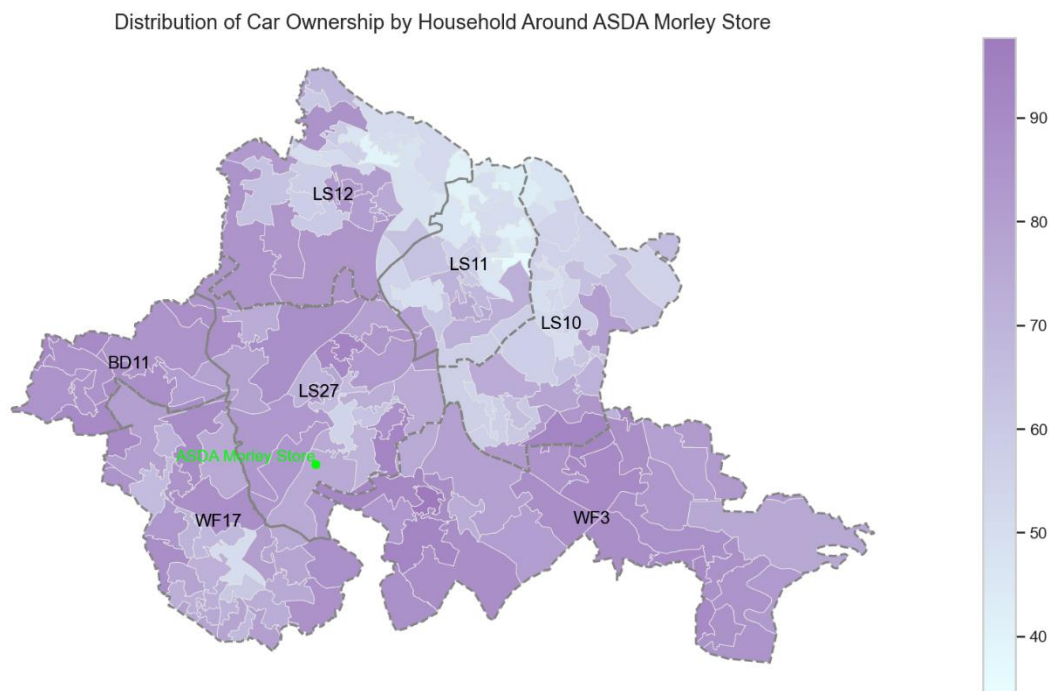 Distribution of Car Ownership by Household Around ASDA Morley Store
LS12
LS11
LS10
BD11
LS27
ASDA Morley Store
WF17
WF3
90
80
70
60
50
40